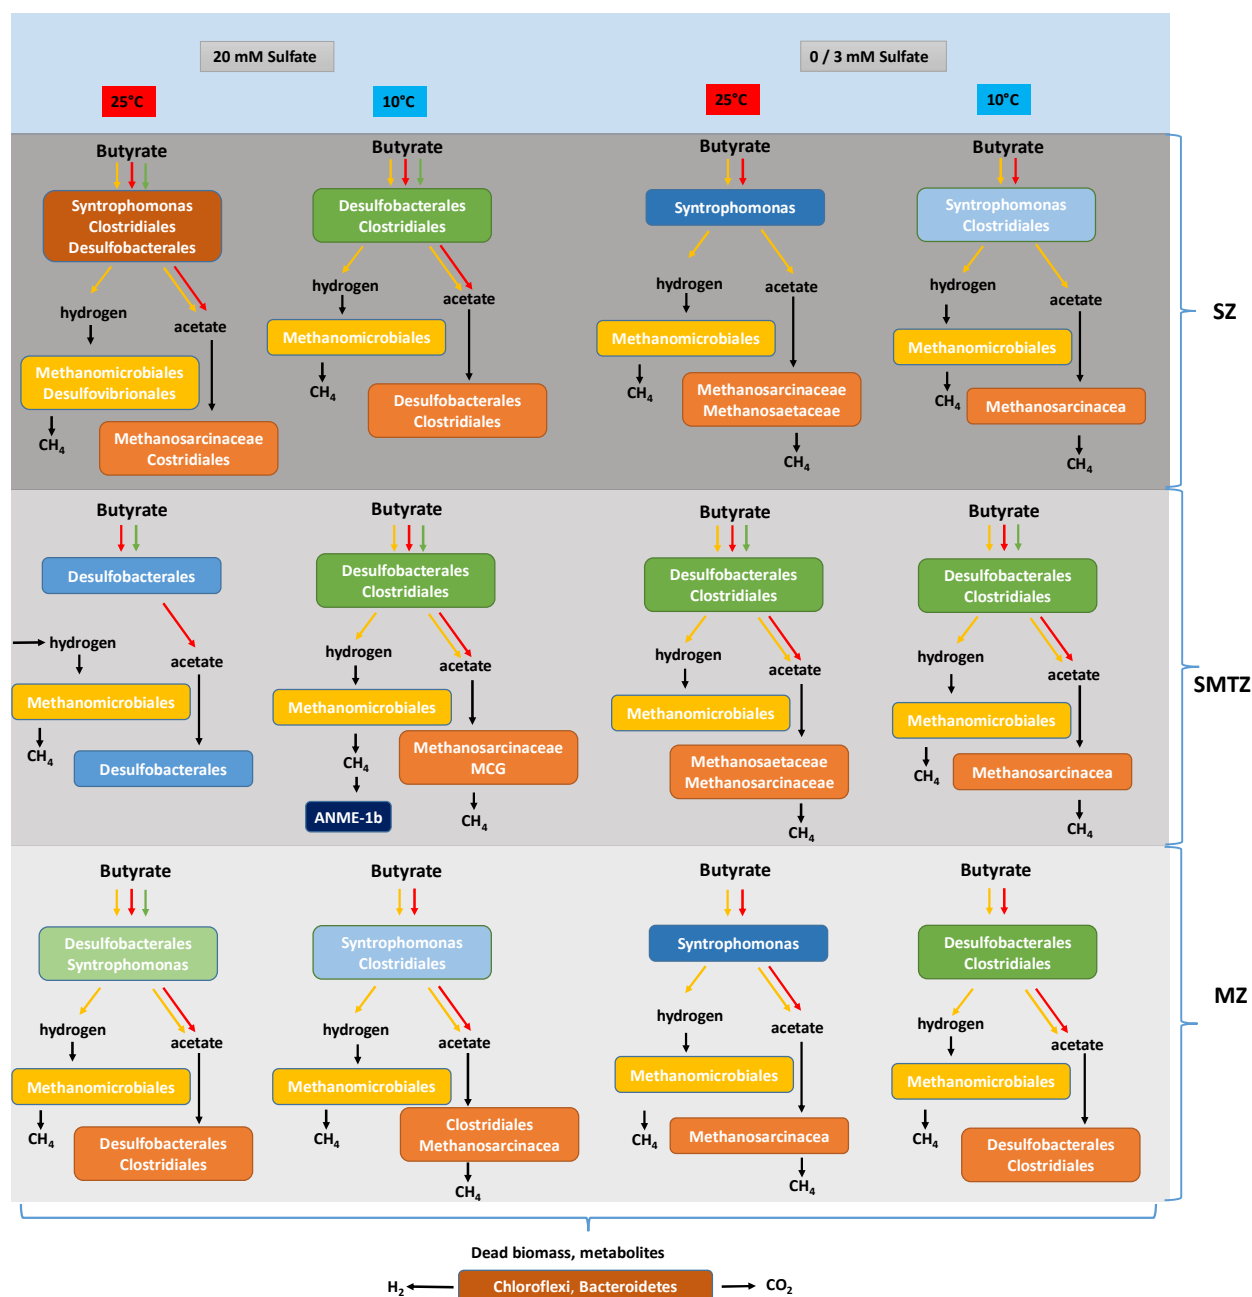 20 mM Sulfate
0 / 3 mM Sulfate
25°C
10°C
25°C
10°C
Butyrate
Syntrophomonas
Clostridiales
Desulfobacterales
hydrogen
acetate
Methanomicrobiales
Desulfovibrionales
CH4
Methanosarcinaceae
Costridiales
Butyrate
Desulfobacterales
Clostridiales
hydrogen
acetate
Methanomicrobiales
CH4
Desulfobacterales
Clostridiales
Butyrate
Syntrophomonas
hydrogen
acetate
Methanomicrobiales
CH4
Methanosarcinaceae
Methanosaetaceae
CH4
Butyrate
Syntrophomonas
Clostridiales
hydrogen
acetate
Methanomicrobiales
CH4
Methanosarcinacea
CH4
SZ
Butyrate
Desulfobacterales
hydrogen
acetate
Methanomicrobiales
CH4
Desulfobacterales
Butyrate
Desulfobacterales
Clostridiales
hydrogen
acetate
Methanomicrobiales
CH4
ANME-1b
Methanosarcinaceae
MCG
CH4
Butyrate
Desulfobacterales
Clostridiales
hydrogen
acetate
Methanomicrobiales
Methanosaetaceae
Methanosarcinaceae
CH4
Butyrate
Desulfobacterales
Clostridiales
hydrogen
acetate
Methanomicrobiales
CH4
Methanosarcinacea
CH4
SMTZ
Butyrate
Desulfobacterales
Syntrophomonas
hydrogen
acetate
Methanomicrobiales
CH4
Desulfobacterales
Clostridiales
Butyrate
Syntrophomonas
Clostridiales
hydrogen
acetate
Methanomicrobiales
CH4
Clostridiales
Methanosarcinacea
CH4
Butyrate
Syntrophomonas
hydrogen
acetate
Methanomicrobiales
CH4
Methanosarcinacea
CH4
Butyrate
Desulfobacterales
Clostridiales
hydrogen
acetate
Methanomicrobiales
CH4
Desulfobacterales
Clostridiales
MZ
Dead biomass, metabolites
H2
Chloroflexi, Bacteroidetes
CO2